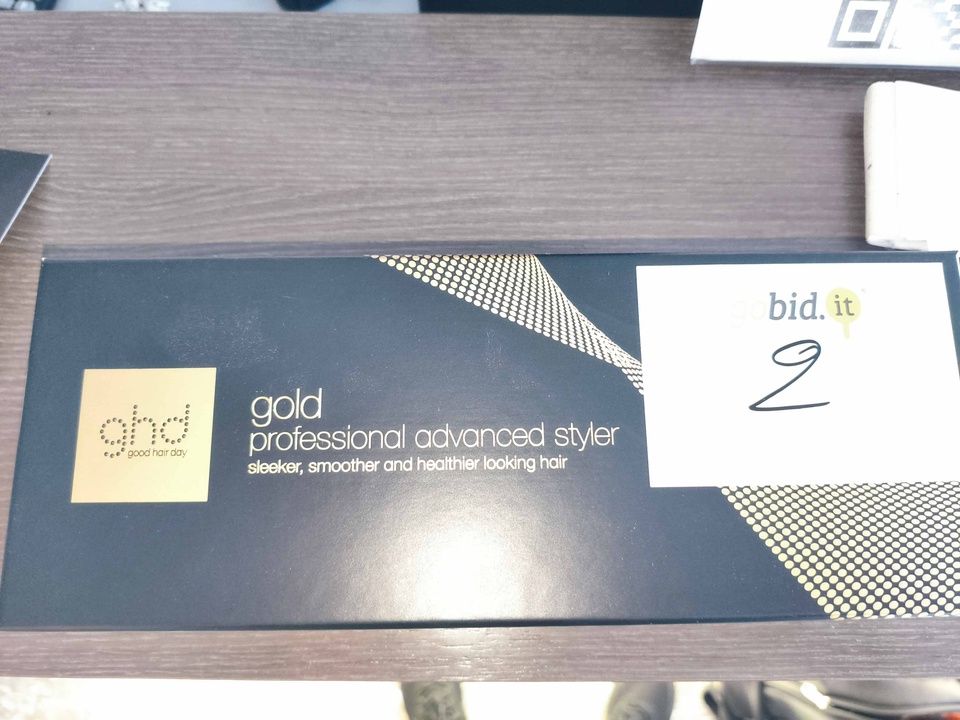 gobid.it
2
ghd
good hair day
gold
professional advanced styler
sleeker, smoother and healthier looking hair